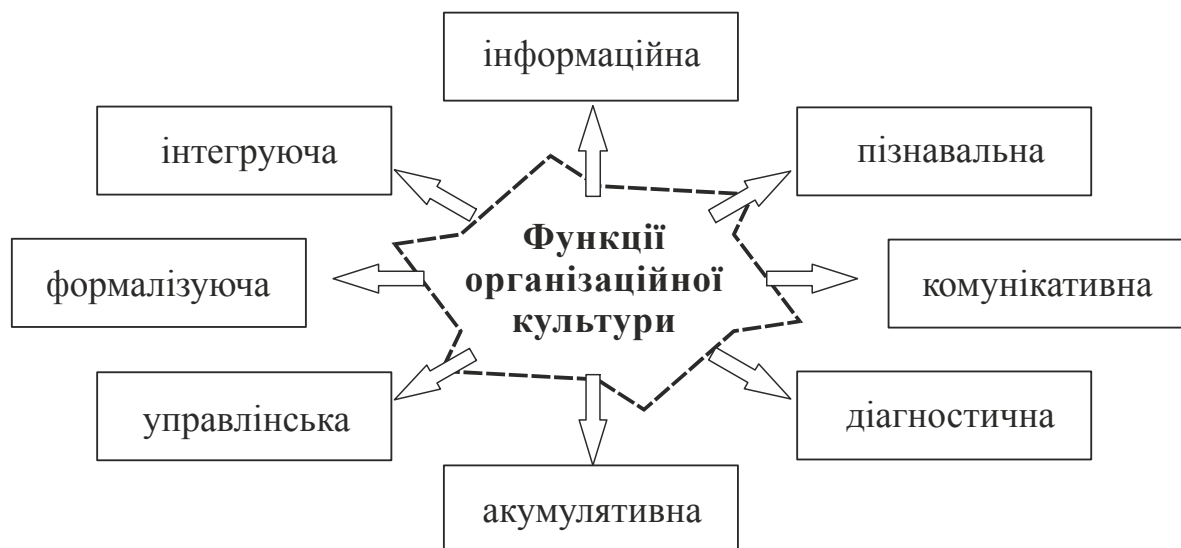 інформаційна
інтегруюча
пізнавальна
Функції
організаційної
культури
формалізуюча
комунікативна
управлінська
діагностична
акумулятивна